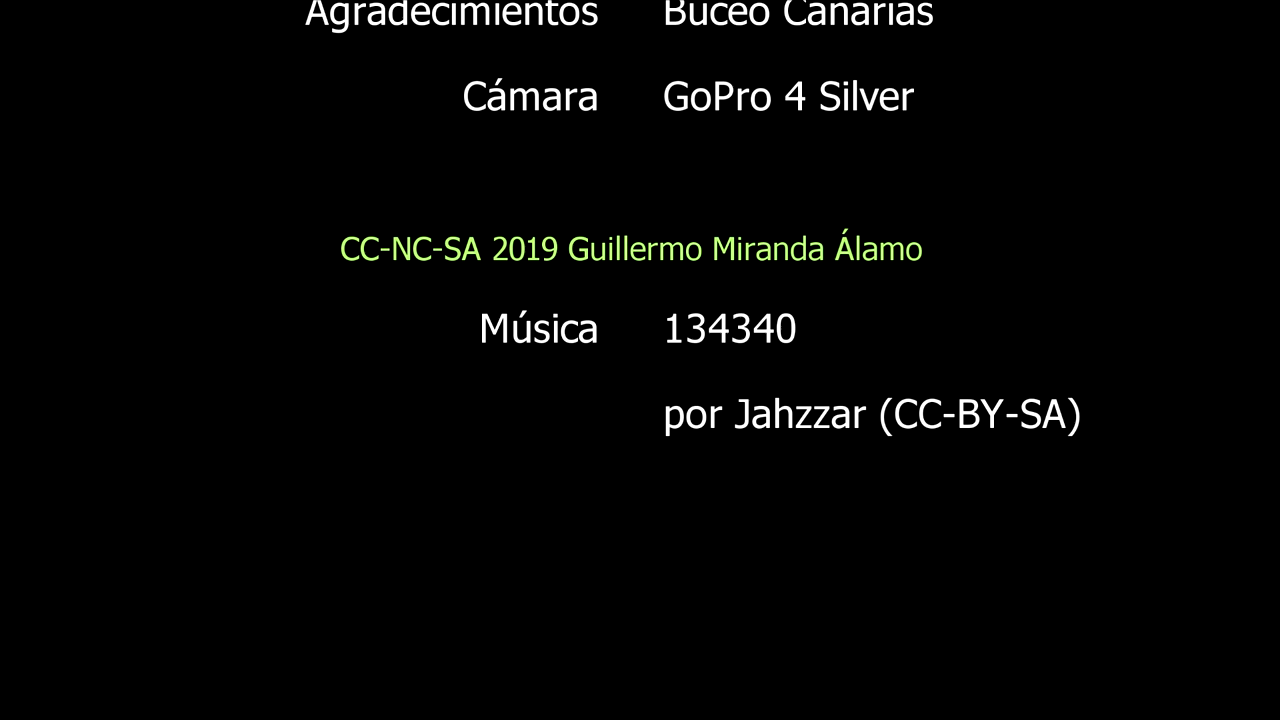 Agradecimientos Buceo Canarias
Cámara GoPro 4 Silver
CC-NC-SA 2019 Guillermo Miranda Álamo
Música 134340
por Jahzzar (CC-BY-SA)